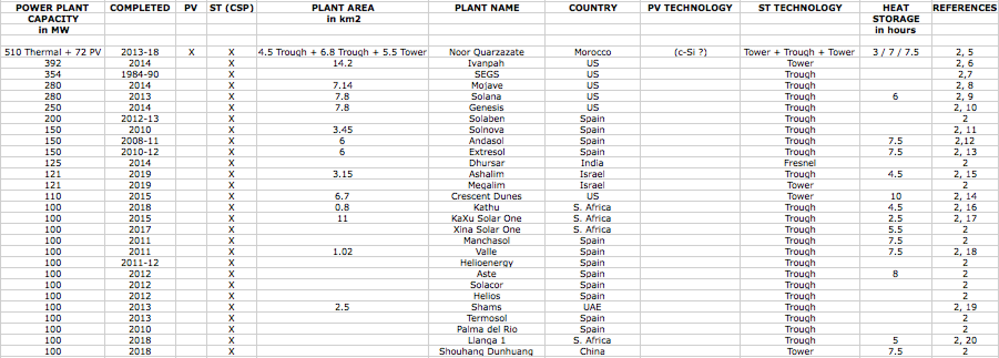 POWER PLANT COMPLETED PV ST (CSP) PLANT AREA PLANT NAME COUNTRY PV TECHNOLOGY ST TECHNOLOGY HEAT REFERENCES
CAPACITY in km2 STORAGE
in MW in hours
510 Thermal + 72 PV 2013-18 X X 4.5 Trough + 6.8 Trough + 5.5 Tower Noor Quarzazate Morocco (c-Si ?) Tower + Trough + Tower 3 / 7 / 7.5 2, 5
392 2014 X 14.2 Ivanpah US Tower 2, 6
354 1984-90 X SEGS US Trough 2,7
280 2014 X 7.14 Mojave US Trough 2, 8
280 2013 X 7.8 Solana US Trough 6 2, 9
250 2014 X 7.8 Genesis US Trough 2, 10
200 2012-13 X Solaben Spain Trough 2
150 2010 X 3.45 Solnova Spain Trough 2, 11
150 2008-11 X 6 Andasol Spain Trough 7.5 2,12
150 2010-12 X 6 Extresol Spain Trough 7.5 2, 13
125 2014 X Dhursar India Fresnel 2
121 2019 X 3.15 Ashalim Israel Trough 4.5 2, 15
121 2019 X Megalim Israel Tower 2
110 2015 X 6.7 Crescent Dunes US Tower 10 2, 14
100 2018 X 0.8 Kathu S. Africa Trough 4.5 2, 16
100 2015 X 11 KaXu Solar One S. Africa Trough 2.5 2, 17
100 2017 X Xina Solar One S. Africa Trough 5.5 2
100 2011 X Manchasol Spain Trough 7.5 2
100 2011 X 1.02 Valle Spain Trough 7.5 2, 18
100 2011-12 X Helioenergy Spain Trough 2
100 2012 X Aste Spain Trough 8 2
100 2012 X Solacor Spain Trough 2
100 2012 X Helios Spain Trough 2
100 2013 X 2.5 Shams UAE Trough 2, 19
100 2013 X Termosol Spain Trough 2
100 2010 X Palma del Rio Spain Trough 2
100 2018 X Llanga 1 S. Africa Trough 5 2, 20
100 2018 X Shouhang Dunhuang China Tower 7.5 2